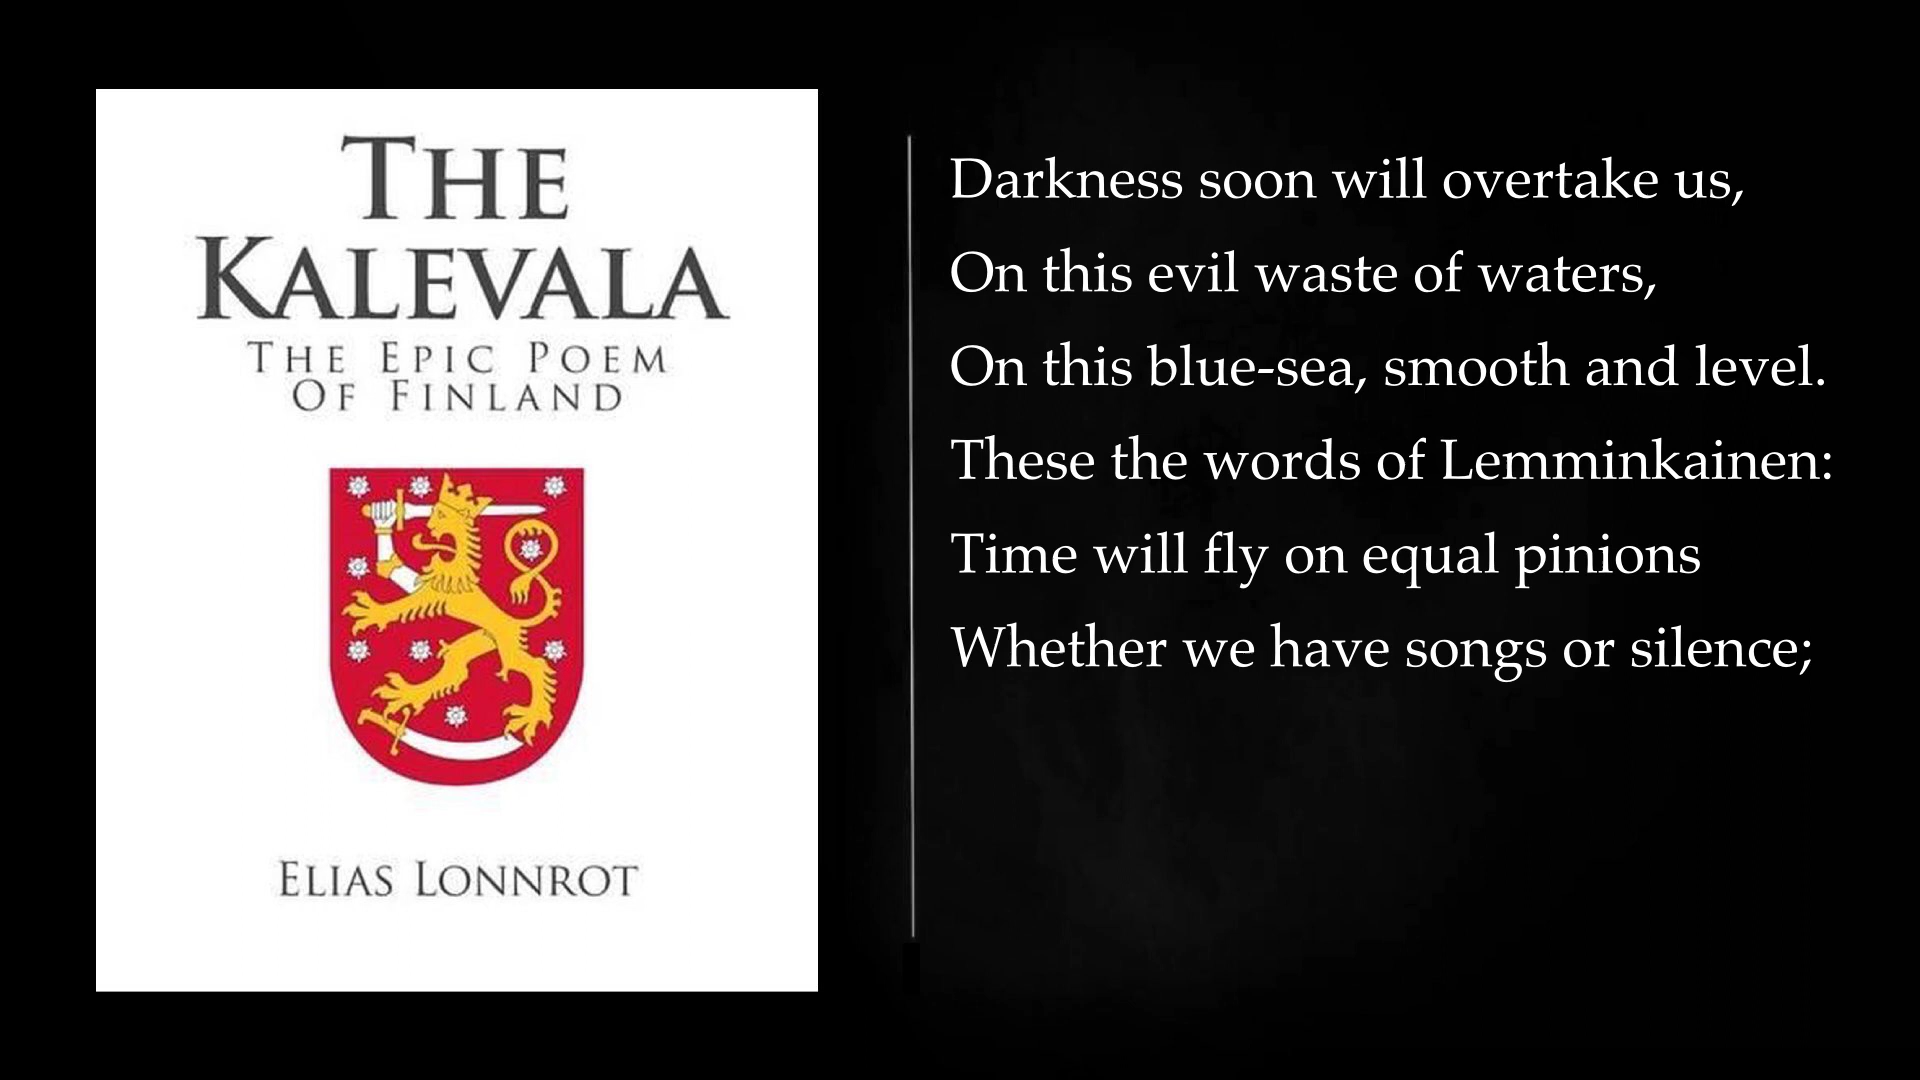 THE
KALEVALA
THE EPIC POEM
OF FINLAND
ELIAS LONNROT
Darkness soon will overtake us,
On this evil waste of waters,
On this blue-sea, smooth and level.
These the words of Lemminkainen:
Time will fly on equal pinions
Whether we have songs or silence;